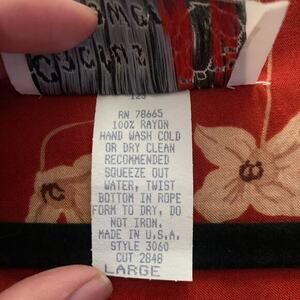 123
RN 78665
100% RAYON
HAND WASH COLD
OR DRY CLEAN
RECOMMENDED
SQUEEZE OUT
WATER, TWIST
BOTTOM IN ROPE
FORM TO DRY. DO
NOT IRON.
MADE IN U.S.A.
STYLE 3060
CUT 2848
LARGE